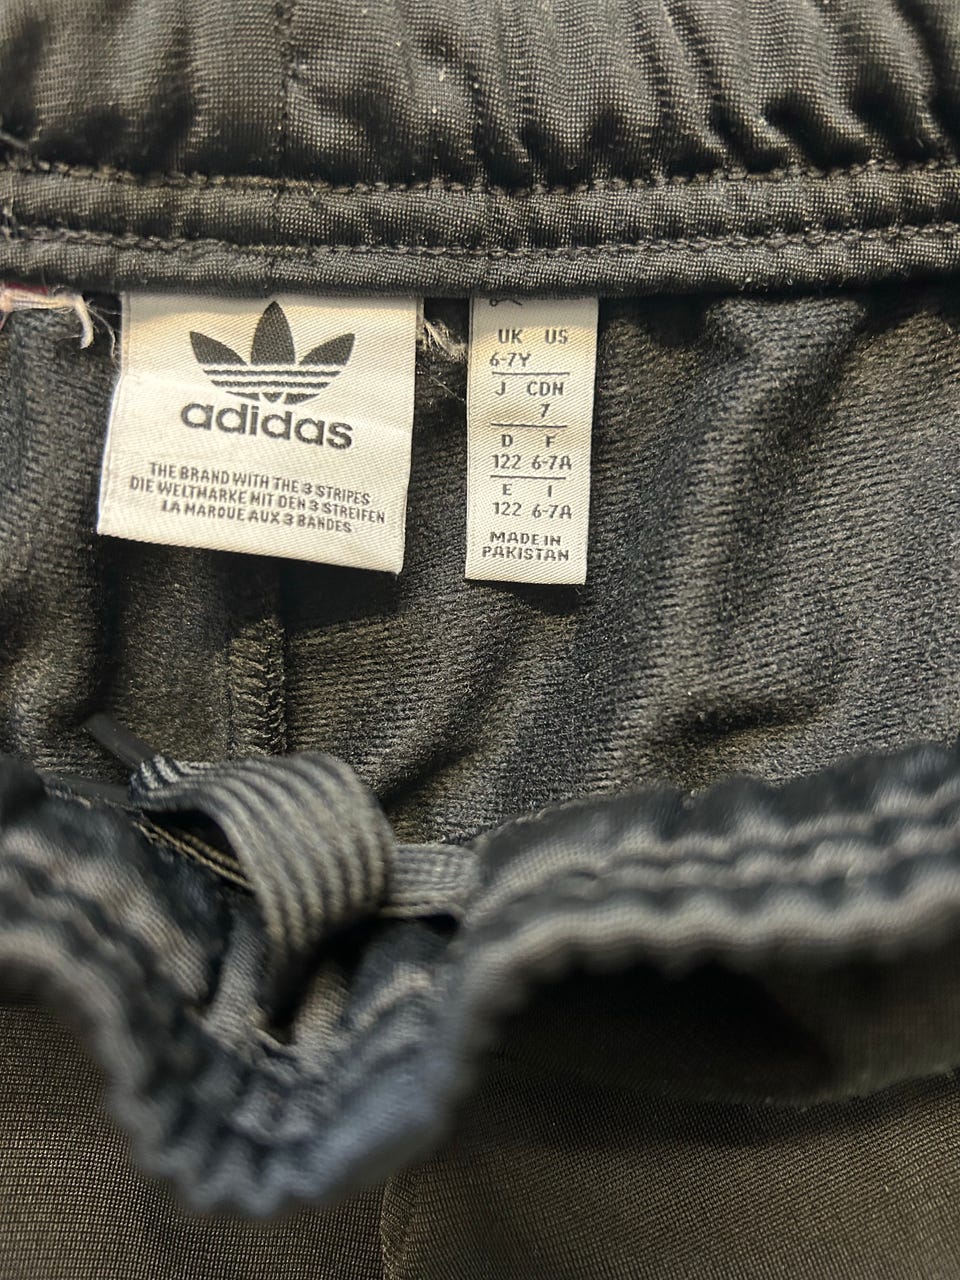 adidas
THE BRAND WITH THE 3 STRIPES
DIE WELTMARKE MIT DEN 3 STREIFEN
LA MARQUE AUX 3 BANDES
UK US
6-7Y
J CDN
7
D F
122 6-7A
E I
122 6-7A
MADE IN
PAKISTAN